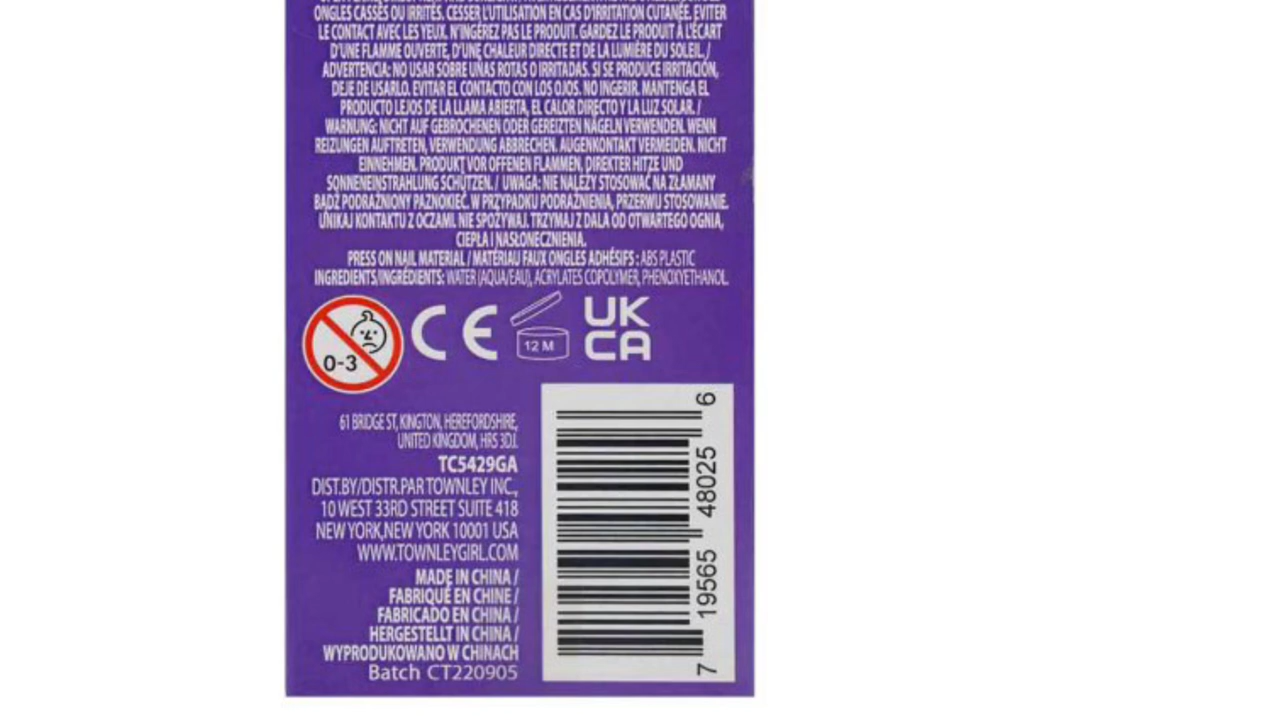 ONGLES CASSÉS OU IRRITÉS. CESSER L'UTILISATION EN CAS D'IRRITATION CUTANÉE. ÉVITER
LE CONTACT AVEC LES YEUX. N'INGÉREZ PAS LE PRODUIT. GARDEZ LE PRODUIT À L'ÉCART
D'UNE FLAMME OUVERTE, D'UNE CHALEUR DIRECTE ET DE LA LUMIÈRE DU SOLEIL. /
ADVERTENCIA: NO USAR SOBRE UÑAS ROTAS O IRRITADAS. SI SE PRODUCE IRRITACIÓN,
DEJE DE USARLO. EVITAR EL CONTACTO CON LOS OJOS. NO INGERIR. MANTENGA EL
PRODUCTO LEJOS DE LA LLAMA ABIERTA, EL CALOR DIRECTO Y LA LUZ SOLAR. /
WARNUNG: NICHT AUF GEBROCHENEN ODER GEREIZTEN NÄGELN VERWENDEN. WENN
REIZUNGEN AUFTRETEN, VERWENDUNG ABBRECHEN. AUGENKONTAKT VERMEIDEN. NICHT
EINNEHMEN. PRODUKT VOR OFFENEN FLAMMEN, DIREKTER HITZE UND
SONNENEINSTRAHLUNG SCHÜTZEN. / UWAGA: NIE NALEŻY STOSOWAĆ NA ZŁAMANY
BĄDŹ PODRAŻNIONY PAZNOKIEĆ. W PRZYPADKU PODRAŻNIENIA, PRZERWIJ STOSOWANIE.
UNIKAJ KONTAKTU Z OCZAMI. NIE SPOŻYWAJ. TRZYMAJ Z DALA OD OTWARTEGO OGNIA,
CIEPŁA I NASŁONECZNIENIA.
PRESS ON NAIL MATERIAL / MATÉRIAU FAUX ONGLES ADHÉSIFS : ABS PLASTIC
INGREDIENTS/INGRÉDIENTS: WATER (AQUA/EAU), ACRYLATES COPOLYMER, PHENOXYETHANOL.
0-3
CE
12 M
UK
CA
61 BRIDGE ST, KINGTON, HEREFORDSHIRE,
UNITED KINGDOM, HR5 3DJ.
TC5429GA
DIST.BY/DISTR.PAR TOWNLEY INC.,
10 WEST 33RD STREET SUITE 418
NEW YORK,NEW YORK 10001 USA
WWW.TOWNLEYGIRL.COM
MADE IN CHINA /
FABRIQUÉ EN CHINE /
FABRICADO EN CHINA /
HERGESTELLT IN CHINA /
WYPRODUKOWANO W CHINACH
Batch CT220905
7 19565 48025 6